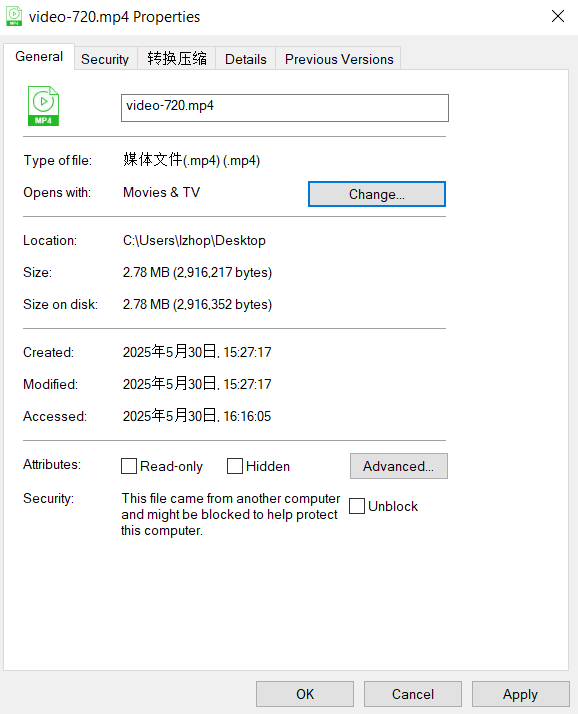 video-720.mp4 Properties
General
Security
转换压缩
Details
Previous Versions
MP4
video-720.mp4
Type of file: 媒体文件(.mp4) (.mp4)
Opens with: Movies & TV Change...
Location: C:\Users\lzhop\Desktop
Size: 2.78 MB (2,916,217 bytes)
Size on disk: 2.78 MB (2,916,352 bytes)
Created: 2025年5月30日, 15:27:17
Modified: 2025年5月30日, 15:27:17
Accessed: 2025年5月30日, 16:16:05
Attributes: Read-only Hidden Advanced...
Security: This file came from another computer
and might be blocked to help protect
this computer.
Unblock
OK Cancel Apply